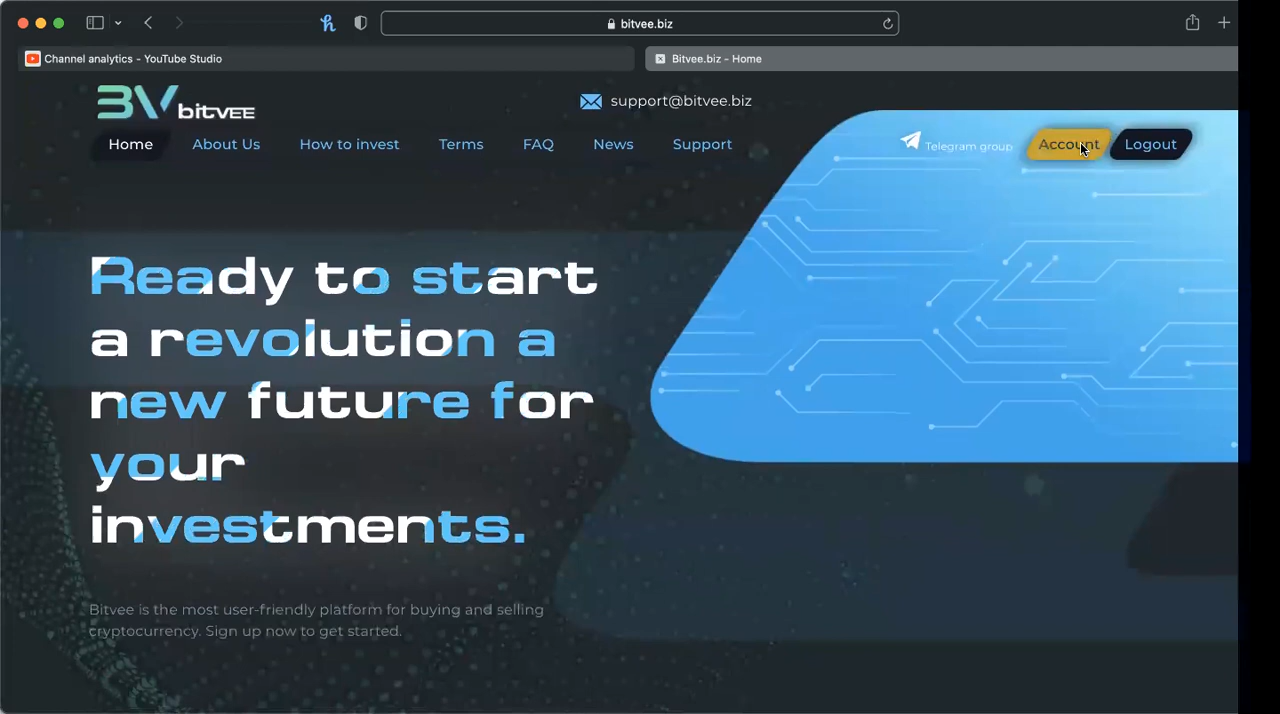 bitvee.biz
Channel analytics - YouTube Studio
Bitvee.biz - Home
BV bitvee
support@bitvee.biz
Home
About Us
How to invest
Terms
FAQ
News
Support
Telegram group
Account
Logout
Ready to start
a revolution a
new future for
your
investments.
Bitvee is the most user-friendly platform for buying and selling
cryptocurrency. Sign up now to get started.